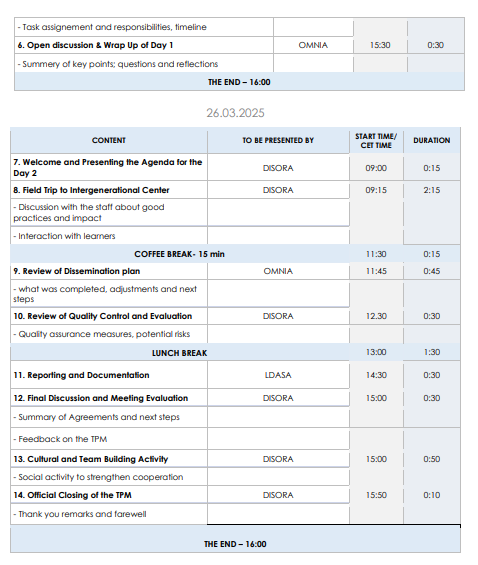 - Task assignement and responsibilities, timeline
6. Open discussion & Wrap Up of Day 1 OMNIA 15:30 0:30
- Summery of key points; questions and reflections
THE END – 16:00
26.03.2025
CONTENT TO BE PRESENTED BY START TIME/ CET TIME DURATION
7. Welcome and Presenting the Agenda for the
Day 2 DISORA 09:00 0:15
8. Field Trip to Intergenerational Center DISORA 09:15 2:15
- Discussion with the staff about good
practices and impact
- Interaction with learners
COFFEE BREAK- 15 min 11:30 0:15
9. Review of Dissemination plan OMNIA 11:45 0:45
- what was completed, adjustments and next
steps
10. Review of Quality Control and Evaluation DISORA 12.30 0:30
- Quality assurance measures, potential risks
LUNCH BREAK 13:00 1:30
11. Reporting and Documentation LDASA 14:30 0:30
12. Final Discussion and Meeting Evaluation DISORA 15:00 0:30
- Summary of Agreements and next steps
- Feedback on the TPM
13. Cultural and Team Building Activity DISORA 15:00 0:50
- Social activity to strengthen cooperation
14. Official Closing of the TPM DISORA 15:50 0:10
- Thank you remarks and farewell
THE END – 16:00